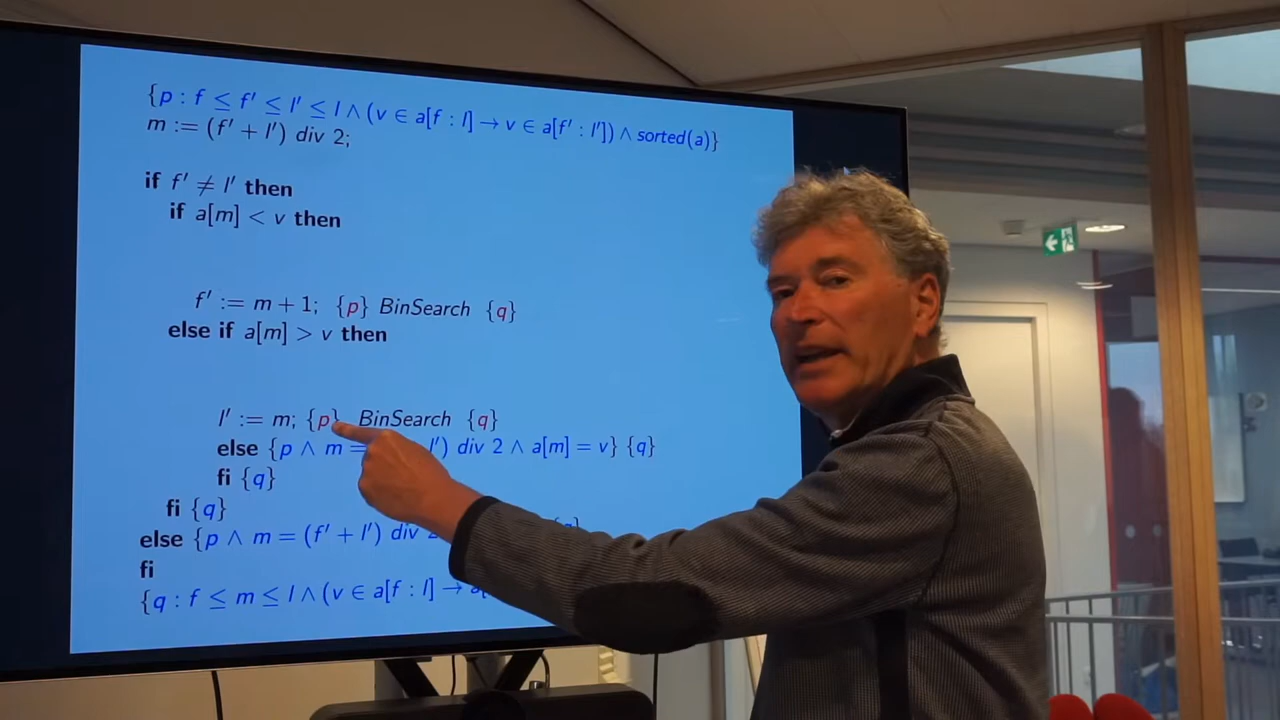 {p : f ≤ f′ ≤ l′ ≤ l ∧ (v ∈ a[f : l] → v ∈ a[f′ : l′]) ∧ sorted(a)}
m := (f′ + l′) div 2;
if f′ ≠ l′ then
if a[m] < v then
f′ := m + 1; {p} BinSearch {q}
else if a[m] > v then
l′ := m; {p} BinSearch {q}
else {p ∧ m = l′) div 2 ∧ a[m] = v} {q}
fi {q}
fi {q}
else {p ∧ m = (f′ + l′) div
fi
{q : f ≤ m ≤ l ∧ (v ∈ a[f : l] →